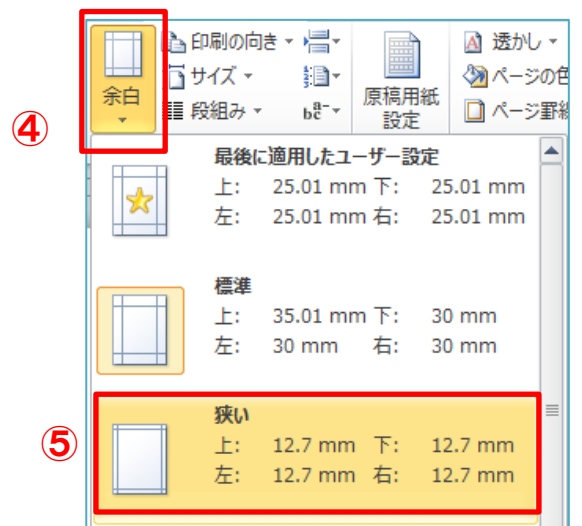 印刷の向き
透かし
サイズ
ページの色
余白
原稿用紙
設定
段組み
bc a-
ページ罫線
④
最後に適用したユーザー設定
上: 25.01 mm 下: 25.01 mm
左: 25.01 mm 右: 25.01 mm
標準
上: 35.01 mm 下: 30 mm
左: 30 mm 右: 30 mm
⑤
狭い
上: 12.7 mm 下: 12.7 mm
左: 12.7 mm 右: 12.7 mm